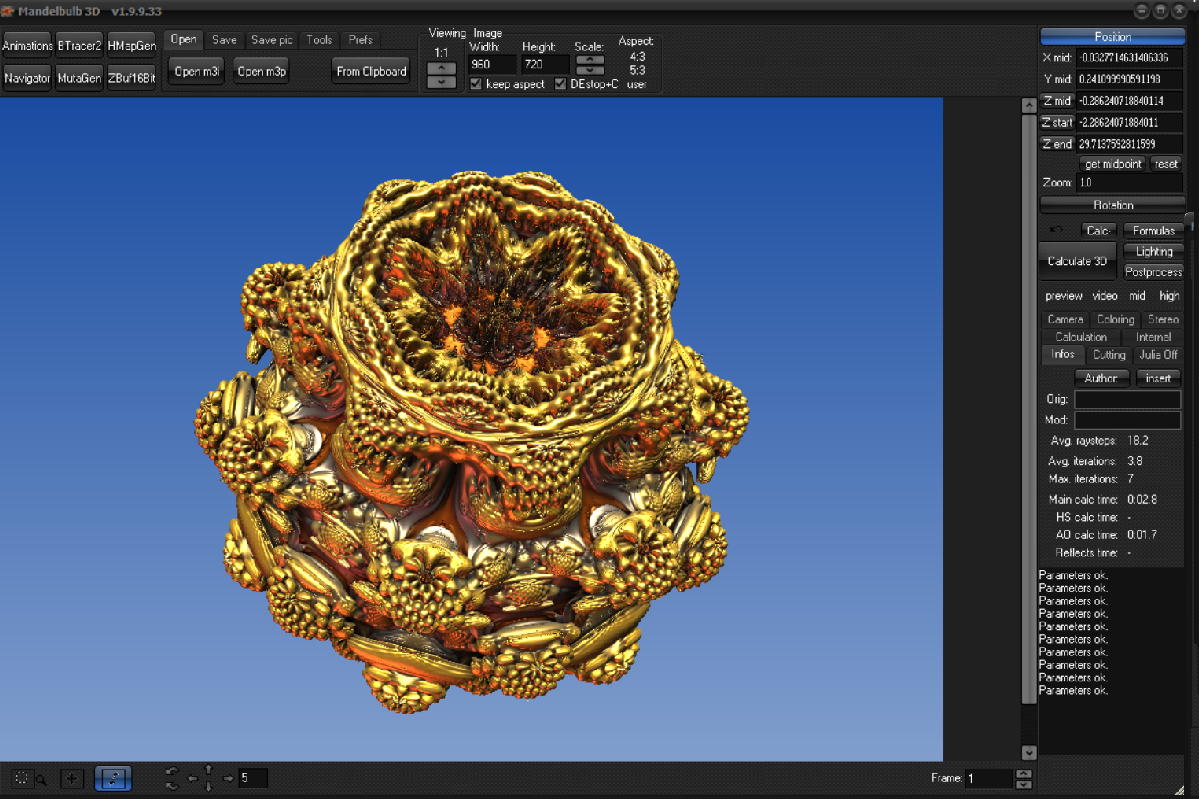 Mandelbulb 3D v1.9.9.33
Animations BTracer2 HMapGen
Navigator MutaGen ZBuf16Bit
Open Save Save pic Tools Prefs
Open m3i Open m3p From Clipboard
Viewing
1:1
Image
Width: Height: Scale:
960 720
keep aspect DEstop+C
Aspect:
4:3
5:3
user
Position
X mid: -0.0327714631406336
Y mid: 0.241099990591198
Z mid -0.286240718840114
Z start -2.28624071884011
Z end 29.7137592811599
get midpoint reset
Zoom: 1.0
Rotation
Calc- Formulas
Calculate 3D Lighting
Postprocess
preview video mid high
Camera Coloring Stereo
Calculation Internal
Infos Cutting Julia Off
Author: insert
Orig:
Mod:
Avg. raysteps: 18.2
Avg. iterations: 3.8
Max. iterations: 7
Main calc time: 0:02.8
HS calc time: -
AO calc time: 0:01.7
Reflects time: -
Parameters ok.
Parameters ok.
Parameters ok.
Parameters ok.
Parameters ok.
Parameters ok.
Parameters ok.
Parameters ok.
Parameters ok.
Parameters ok.
5
Frame: 1